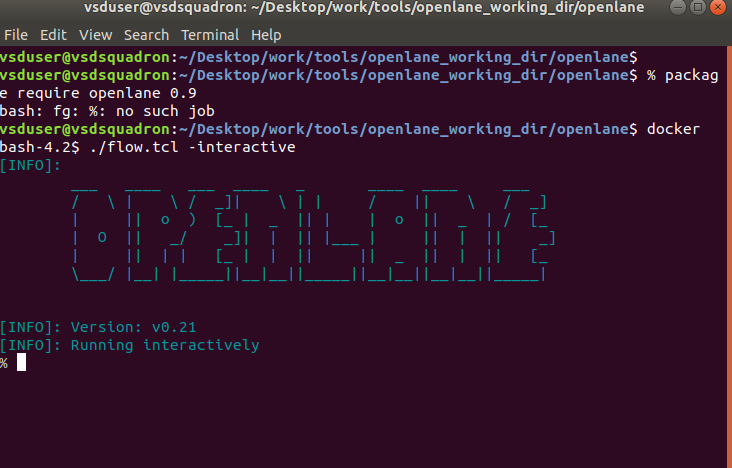 vsduser@vsdsquadron: ~/Desktop/work/tools/openlane_working_dir/openlane
File Edit View Search Terminal Help
vsduser@vsdsquadron:~/Desktop/work/tools/openlane_working_dir/openlane$
vsduser@vsdsquadron:~/Desktop/work/tools/openlane_working_dir/openlane$ % packag
e require openlane 0.9
bash: fg: %: no such job
vsduser@vsdsquadron:~/Desktop/work/tools/openlane_working_dir/openlane$ docker
bash-4.2$ ./flow.tcl -interactive
[INFO]:
OPENLANE
[INFO]: Version: v0.21
[INFO]: Running interactively
%